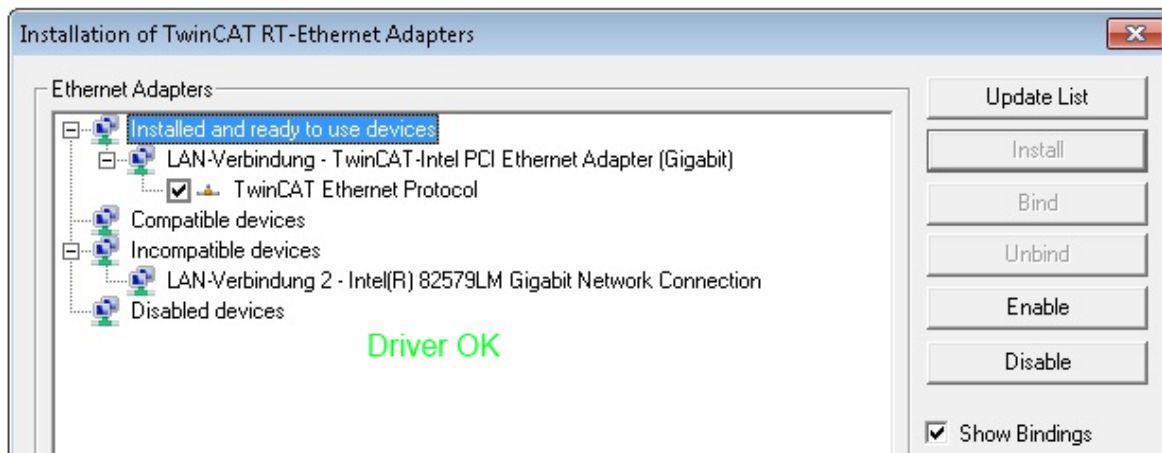 Installation of TwinCAT RT-Ethernet Adapters
Ethernet Adapters
Installed and ready to use devices
LAN-Verbindung - TwinCAT-Intel PCI Ethernet Adapter (Gigabit)
TwinCAT Ethernet Protocol
Compatible devices
Incompatible devices
LAN-Verbindung 2 - Intel(R) 82579LM Gigabit Network Connection
Disabled devices
Driver OK
Update List
Install
Bind
Unbind
Enable
Disable
Show Bindings